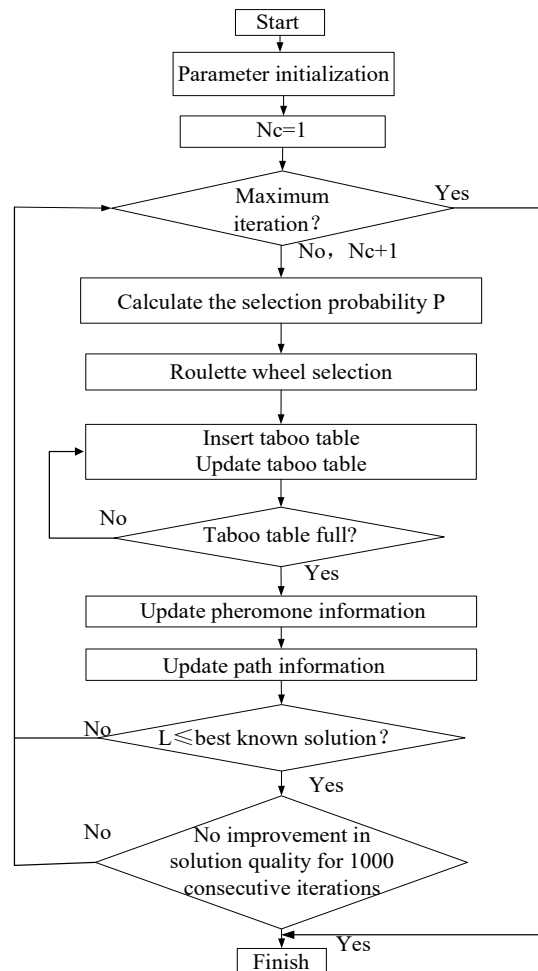 Start
Parameter initialization
Nc=1
Maximum
iteration？
Yes
No，Nc+1
Calculate the selection probability P
Roulette wheel selection
Insert taboo table
Update taboo table
No
Taboo table full?
Yes
Update pheromone information
Update path information
No
L≤best known solution？
Yes
No
No improvement in
solution quality for 1000
consecutive iterations
Yes
Finish